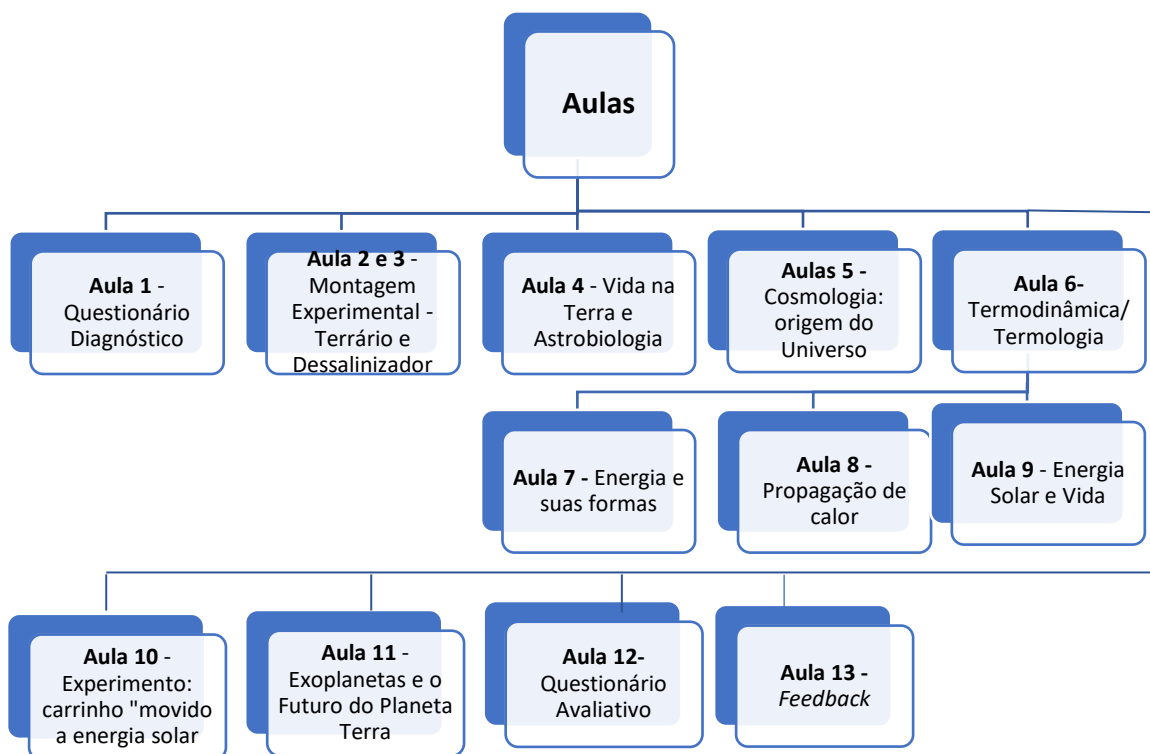 Aulas
Aula 1 -
Questionário
Diagnóstico
Aula 2 e 3 -
Montagem
Experimental -
Terrário e
Dessalinizador
Aula 4 - Vida na
Terra e
Astrobiologia
Aulas 5 -
Cosmologia:
origem do
Universo
Aula 6-
Termodinâmica/
Termologia
Aula 7 - Energia e
suas formas
Aula 8 -
Propagação de
calor
Aula 9 - Energia
Solar e Vida
Aula 10 -
Experimento:
carrinho "movido
a energia solar
Aula 11 -
Exoplanetas e o
Futuro do Planeta
Terra
Aula 12-
Questionário
Avaliativo
Aula 13 -
Feedback